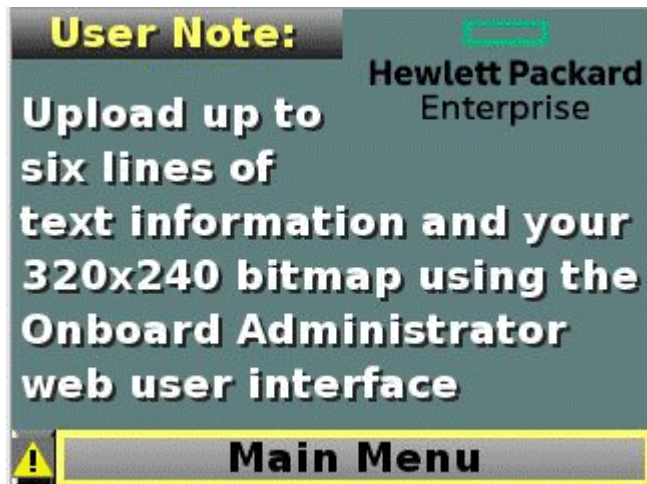 User Note:
Hewlett Packard
Enterprise
Upload up to
six lines of
text information and your
320x240 bitmap using the
Onboard Administrator
web user interface
! Main Menu